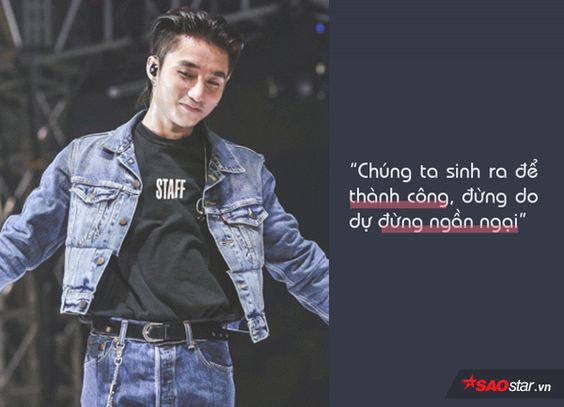 STAFF
"Chúng ta sinh ra để
thành công, đừng do
dự đừng ngần ngại"
SAOstar.vn